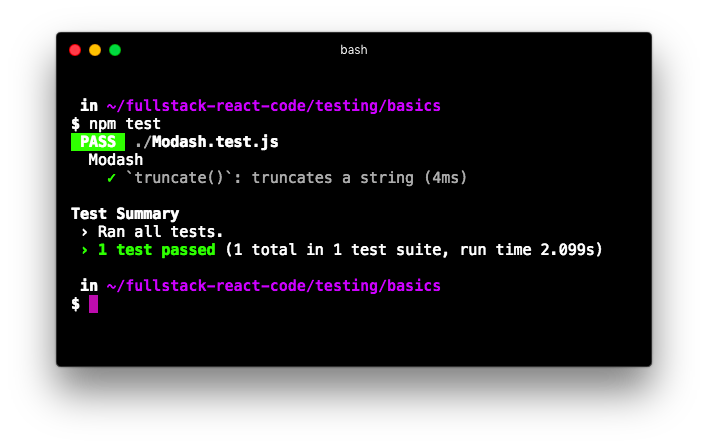 bash
in ~/fullstack-react-code/testing/basics
$ npm test
PASS ./Modash.test.js
Modash
✓ `truncate()`: truncates a string (4ms)
Test Summary
› Ran all tests.
› 1 test passed (1 total in 1 test suite, run time 2.099s)
in ~/fullstack-react-code/testing/basics
$